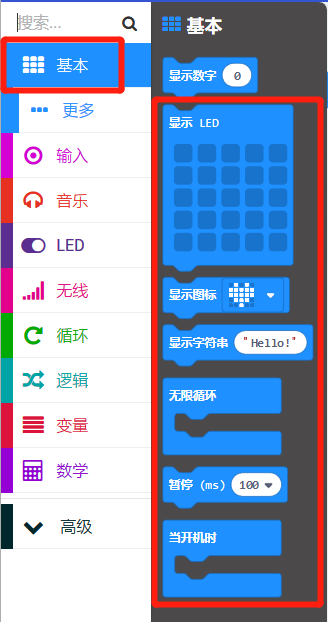 搜索...
基本
更多
输入
音乐
LED
无线
循环
逻辑
变量
数学
高级
基本
显示数字 0
显示 LED
显示图标
显示字符串 "Hello!"
无限循环
暂停 (ms) 100
当开机时